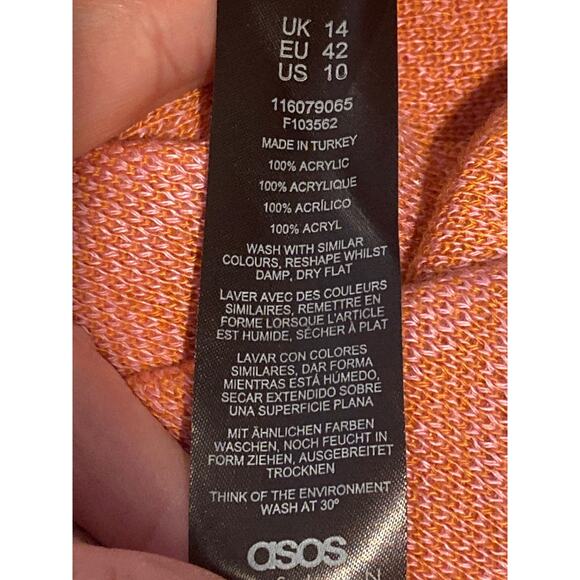 UK 14
EU 42
US 10
116079065
F103562
MADE IN TURKEY
100% ACRYLIC
100% ACRYLIQUE
100% ACRÍLICO
100% ACRYL
WASH WITH SIMILAR
COLOURS, RESHAPE WHILST
DAMP, DRY FLAT
LAVER AVEC DES COULEURS
SIMILAIRES, REMETTRE EN
FORME LORSQUE L'ARTICLE
EST HUMIDE, SÉCHER À PLAT
LAVAR CON COLORES
SIMILARES, DAR FORMA
MIENTRAS ESTÁ HÚMEDO,
SECAR EXTENDIDO SOBRE
UNA SUPERFICIE PLANA
MIT ÄHNLICHEN FARBEN
WASCHEN, NOCH FEUCHT IN
FORM ZIEHEN, AUSGEBREITET
TROCKNEN
THINK OF THE ENVIRONMENT
WASH AT 30º
asos